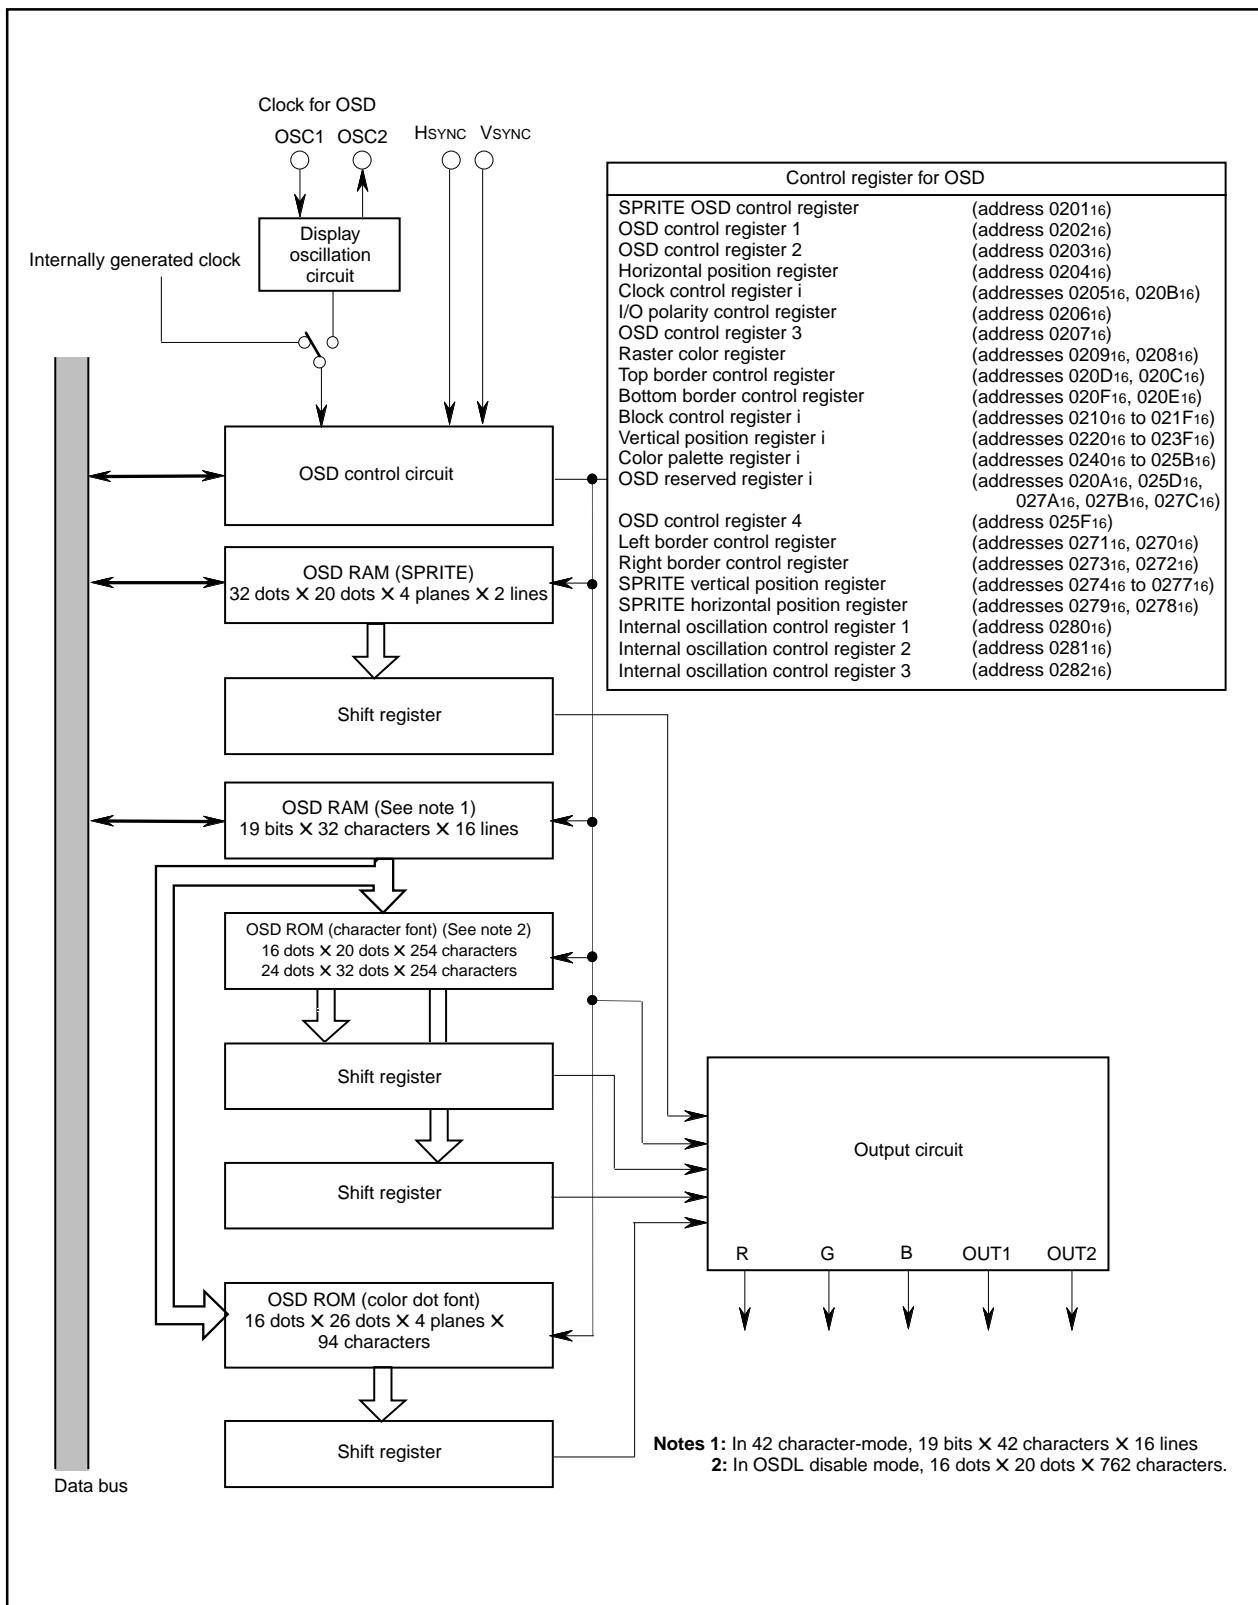 Clock for OSD
OSC1 OSC2 HSYNC VSYNC
Display
oscillation
circuit
Internally generated clock
OSD control circuit
OSD RAM (SPRITE)
32 dots × 20 dots × 4 planes × 2 lines
Shift register
OSD RAM (See note 1)
19 bits × 32 characters × 16 lines
OSD ROM (character font) (See note 2)
16 dots × 20 dots × 254 characters
24 dots × 32 dots × 254 characters
Shift register
Shift register
OSD ROM (color dot font)
16 dots × 26 dots × 4 planes ×
94 characters
Shift register
Data bus
Control register for OSD
SPRITE OSD control register (address 020116)
OSD control register 1 (address 020216)
OSD control register 2 (address 020316)
Horizontal position register (address 020416)
Clock control register i (addresses 020516, 020B16)
I/O polarity control register (address 020616)
OSD control register 3 (address 020716)
Raster color register (addresses 020916, 020816)
Top border control register (addresses 020D16, 020C16)
Bottom border control register (addresses 020F16, 020E16)
Block control register i (addresses 021016 to 021F16)
Vertical position register i (addresses 022016 to 023F16)
Color palette register i (addresses 024016 to 025B16)
OSD reserved register i (addresses 020A16, 025D16,
027A16, 027B16, 027C16)
OSD control register 4 (address 025F16)
Left border control register (addresses 027116, 027016)
Right border control register (addresses 027316, 027216)
SPRITE vertical position register (addresses 027416 to 027716)
SPRITE horizontal position register (addresses 027916, 027816)
Internal oscillation control register 1 (address 028016)
Internal oscillation control register 2 (address 028116)
Internal oscillation control register 3 (address 028216)
Output circuit
R G B OUT1 OUT2
Notes 1: In 42 character-mode, 19 bits × 42 characters × 16 lines
2: In OSDL disable mode, 16 dots × 20 dots × 762 characters.